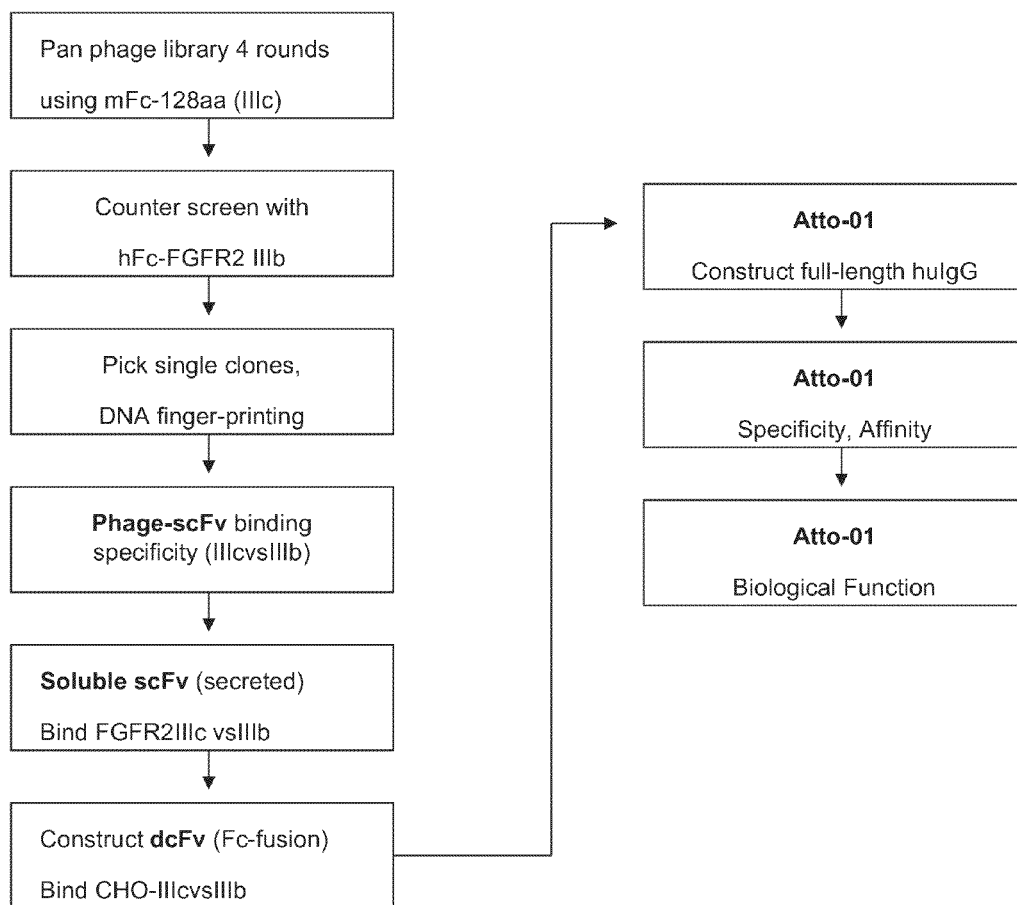 Pan phage library 4 rounds
using mFc-128aa (IIIc)
Counter screen with
hFc-FGFR2 IIIb
Pick single clones,
DNA finger-printing
Phage-scFv binding
specificity (IIIcvsIIIb)
Soluble scFv (secreted)
Bind FGFR2IIIc vsIIIb
Construct dcFv (Fc-fusion)
Bind CHO-IIIcvsIIIb
Atto-01
Construct full-length huIgG
Atto-01
Specificity, Affinity
Atto-01
Biological Function